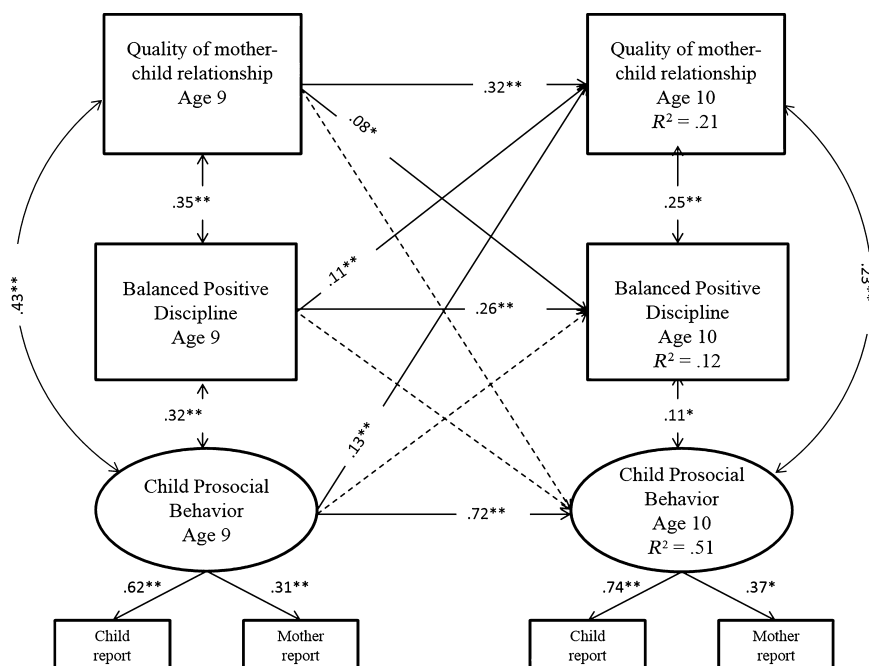 Quality of mother-
child relationship
Age 9
Quality of mother-
child relationship
Age 10
R² = .21
.32**
.08*
.35**
.25**
.43**
.23**
.11**
Balanced Positive
Discipline
Age 9
.26**
Balanced Positive
Discipline
Age 10
R² = .12
.32**
.11*
.13**
Child Prosocial
Behavior
Age 9
.72**
Child Prosocial
Behavior
Age 10
R² = .51
.62**
.31**
.74**
.37*
Child
report
Mother
report
Child
report
Mother
report